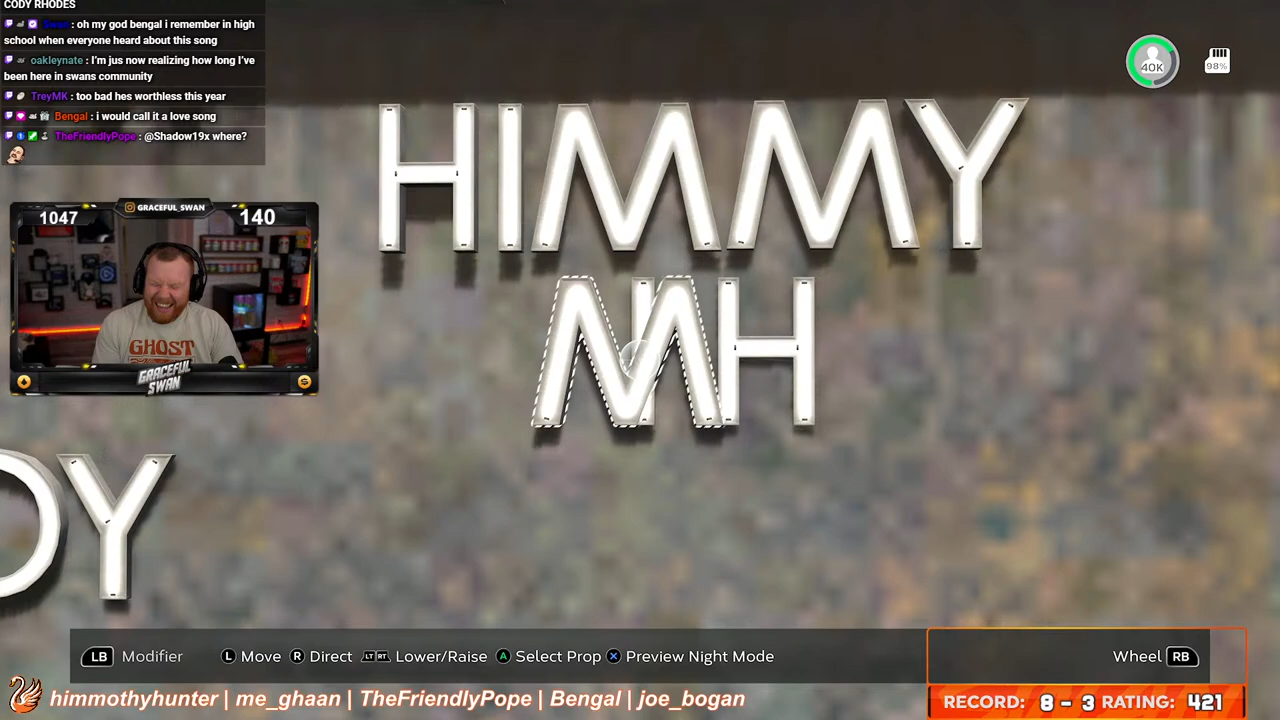 CODY RHODES
Swan : oh my god bengal i remember in high
school when everyone heard about this song
oakleynate : I'm jus now realizing how long I've
been here in swans community
TreyMK : too bad hes worthless this year
Bengal : i would call it a love song
TheFriendlyPope : @Shadow19x where?
40K
98%
HIMMY
MIH
1047
GRACEFUL_SWAN
140
GHOST
GRACEFUL
SWAN
OY
LB Modifier
L Move
R Direct
LT RT Lower/Raise
A Select Prop
X Preview Night Mode
Wheel RB
himmothyhunter | me_ghaan | TheFriendlyPope | Bengal | joe_bogan
RECORD: 8 - 3 RATING: 421